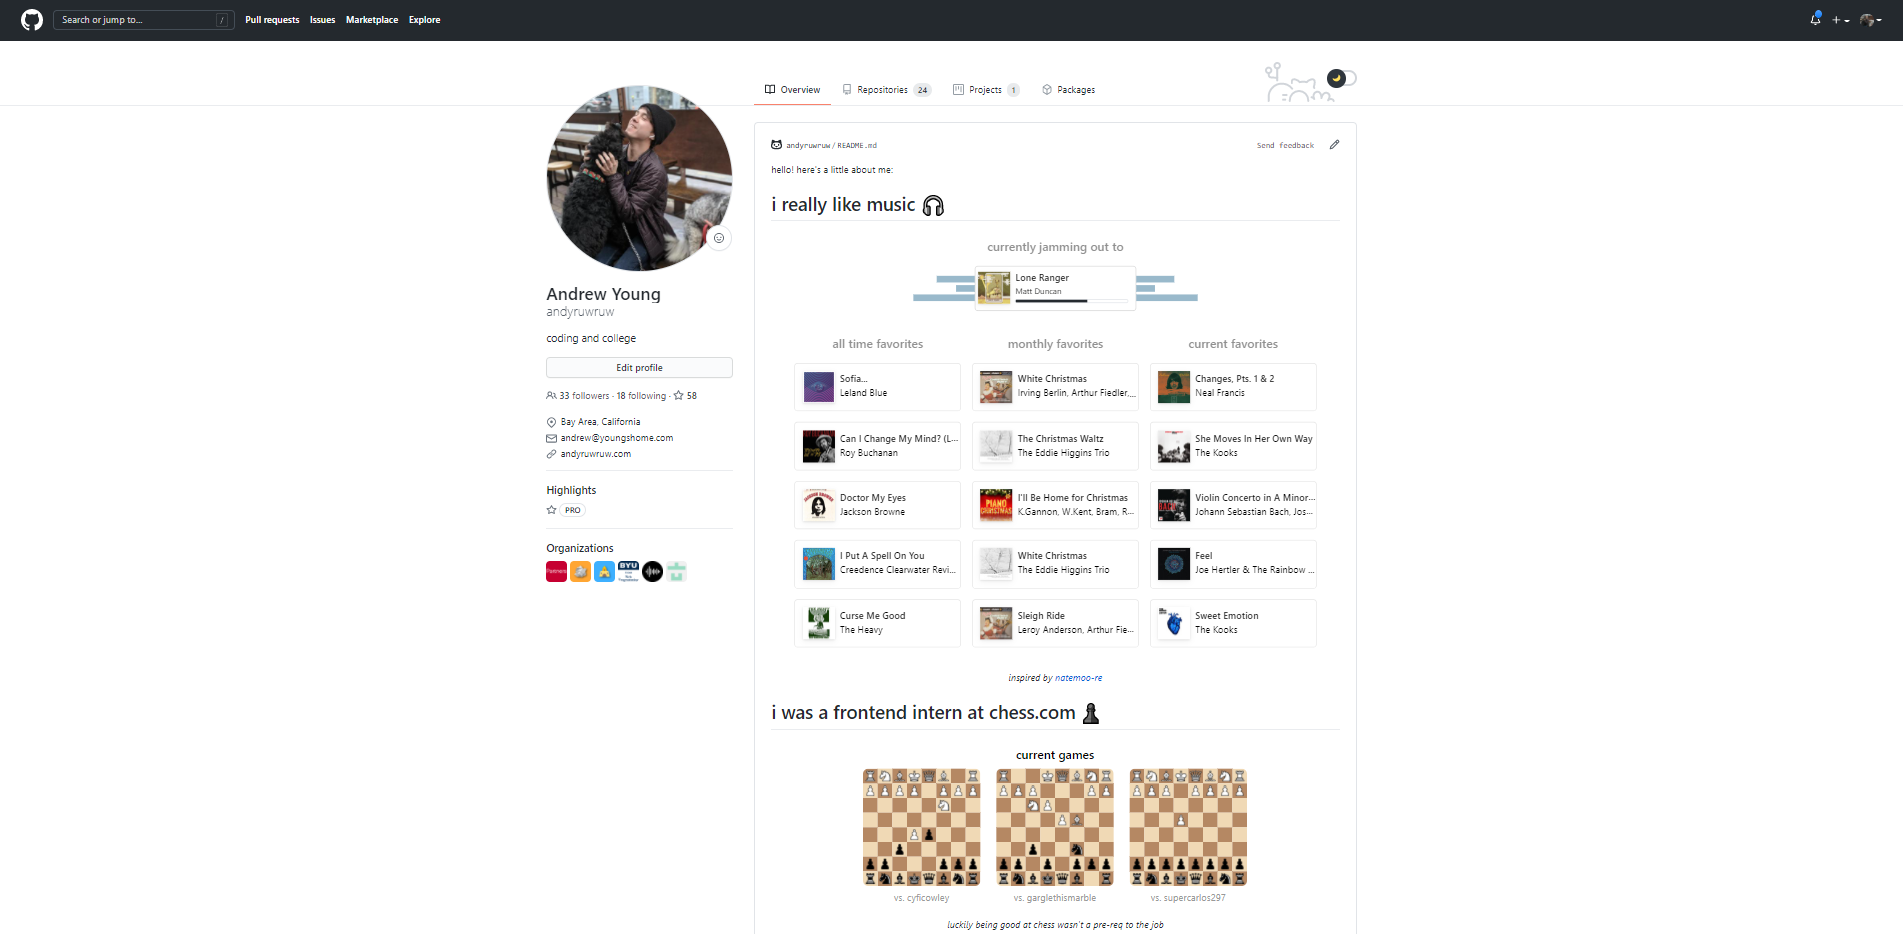 Search or jump to... /
Pull requests Issues Marketplace Explore
Overview Repositories 24 Projects 1 Packages
Andrew Young
andyruwruw
coding and college
Edit profile
33 followers · 18 following · 58
Bay Area, California
andrew@youngshome.com
andyruwruw.com
Highlights
PRO
Organizations
BYU
andyruwruw / README.md
Send feedback
hello! here's a little about me:
i really like music
currently jamming out to
Lone Ranger
Matt Duncan
all time favorites
Sofia...
Leland Blue
Can I Change My Mind? (L...
Roy Buchanan
Doctor My Eyes
Jackson Browne
I Put A Spell On You
Creedence Clearwater Revi...
Curse Me Good
The Heavy
monthly favorites
White Christmas
Irving Berlin, Arthur Fiedler,...
The Christmas Waltz
The Eddie Higgins Trio
PIANO
CHRISTMAS
I'll Be Home for Christmas
K.Gannon, W.Kent, Bram, R...
White Christmas
The Eddie Higgins Trio
Sleigh Ride
Leroy Anderson, Arthur Fie...
current favorites
Changes, Pts. 1 & 2
Neal Francis
She Moves In Her Own Way
The Kooks
Violin Concerto in A Minor...
Johann Sebastian Bach, Jos...
Feel
Joe Hertler & The Rainbow ...
Sweet Emotion
The Kooks
inspired by natemoo-re
i was a frontend intern at chess.com
current games
vs. cyficowley
vs. garglethismarble
vs. supercarlos297
luckily being good at chess wasn't a pre-req to the job